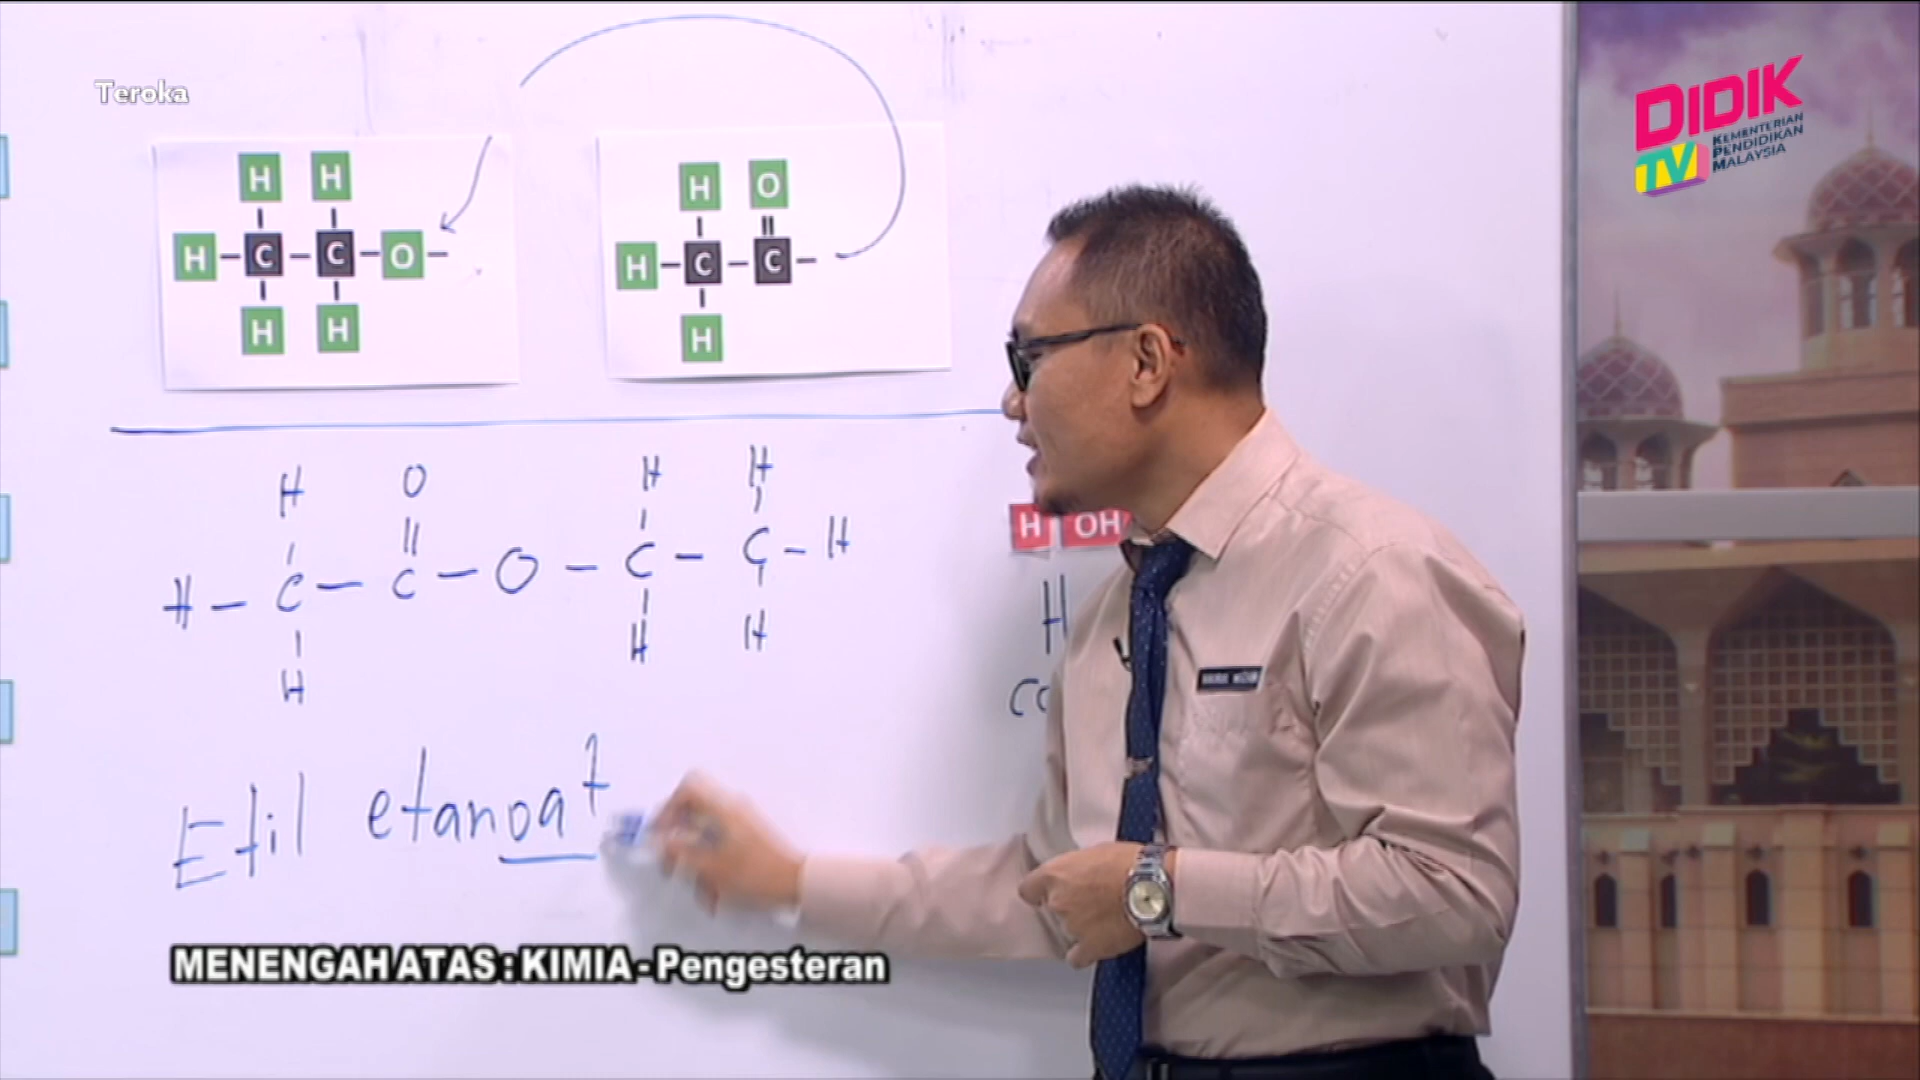 Teroka
DIDIK
TV
KEMENTERIAN
PENDIDIKAN
MALAYSIA
H H
H-C-C-O-
H H
H O
H-C-C-
H
H O H H
H-C-C-O-C-C-H
H H H
H OH
H
Etil etanoat
MENENGAH ATAS : KIMIA - Pengesteran